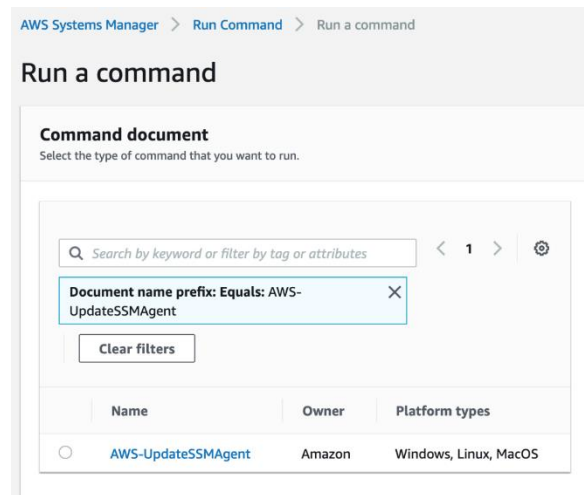 AWS Systems Manager > Run Command > Run a command
Run a command
Command document
Select the type of command that you want to run.
Search by keyword or filter by tag or attributes
< 1 >
Document name prefix: Equals: AWS-
UpdateSSMAgent
Clear filters
Name Owner Platform types
AWS-UpdateSSMAgent Amazon Windows, Linux, MacOS